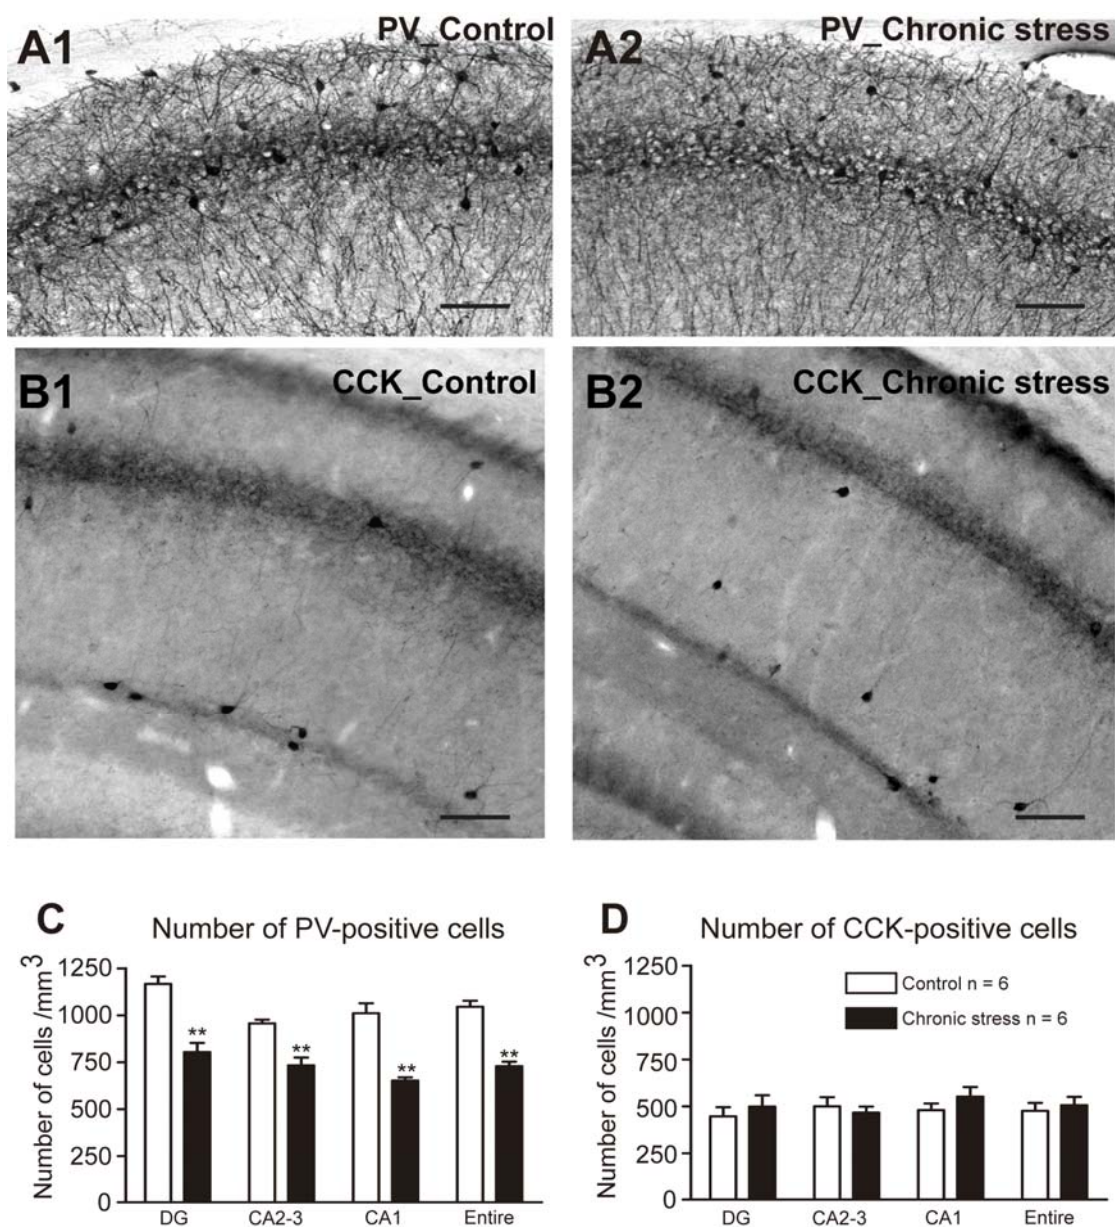 A1 PV_Control
A2 PV_Chronic stress
B1 CCK_Control
B2 CCK_Chronic stress
C
Number of PV-positive cells
Number of cells /mm3
1250
1000
750
500
250
0
**
**
**
**
DG CA2-3 CA1 Entire
D
Number of CCK-positive cells
Number of cells /mm3
1250
1000
750
500
250
0
Control n = 6
Chronic stress n = 6
DG CA2-3 CA1 Entire